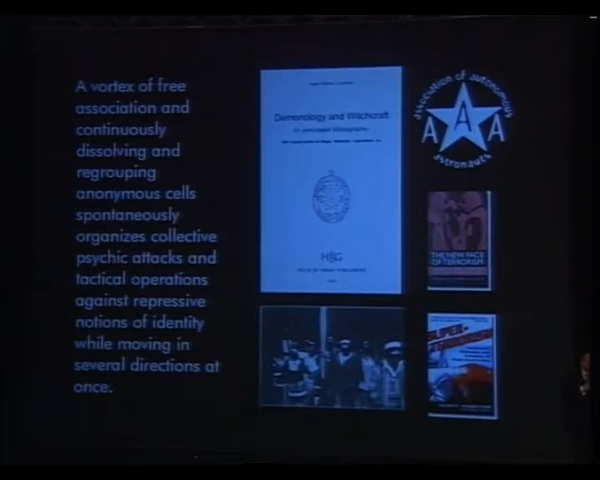 A vortex of free
association and
continuously
dissolving and
regrouping
anonymous cells
spontaneously
organizes collective
psychic attacks and
tactical operations
against repressive
notions of identity
while moving in
several directions at
once.
Demonology and Witchcraft
association of autonomous
AAA
astronauts
THE NEW FACE
OF TERRORISM
SUPER-